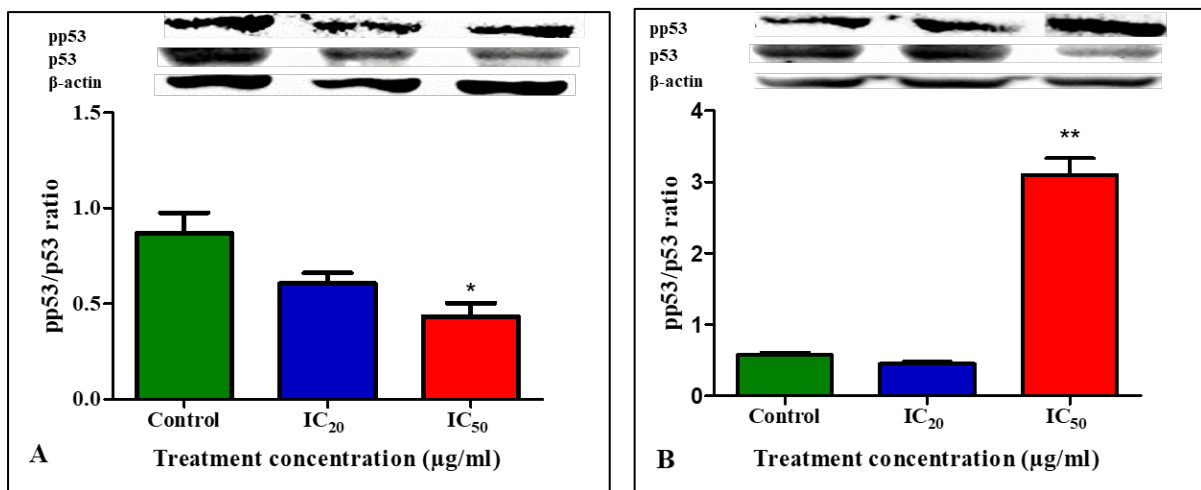 pp53
p53
β-actin
1.5
1.0
0.5
0.0
pp53/p53 ratio
*
Control
IC₂₀
IC₅₀
A
Treatment concentration (µg/ml)
pp53
p53
β-actin
4
3
2
1
0
pp53/p53 ratio
**
Control
IC₂₀
IC₅₀
B
Treatment concentration (µg/ml)